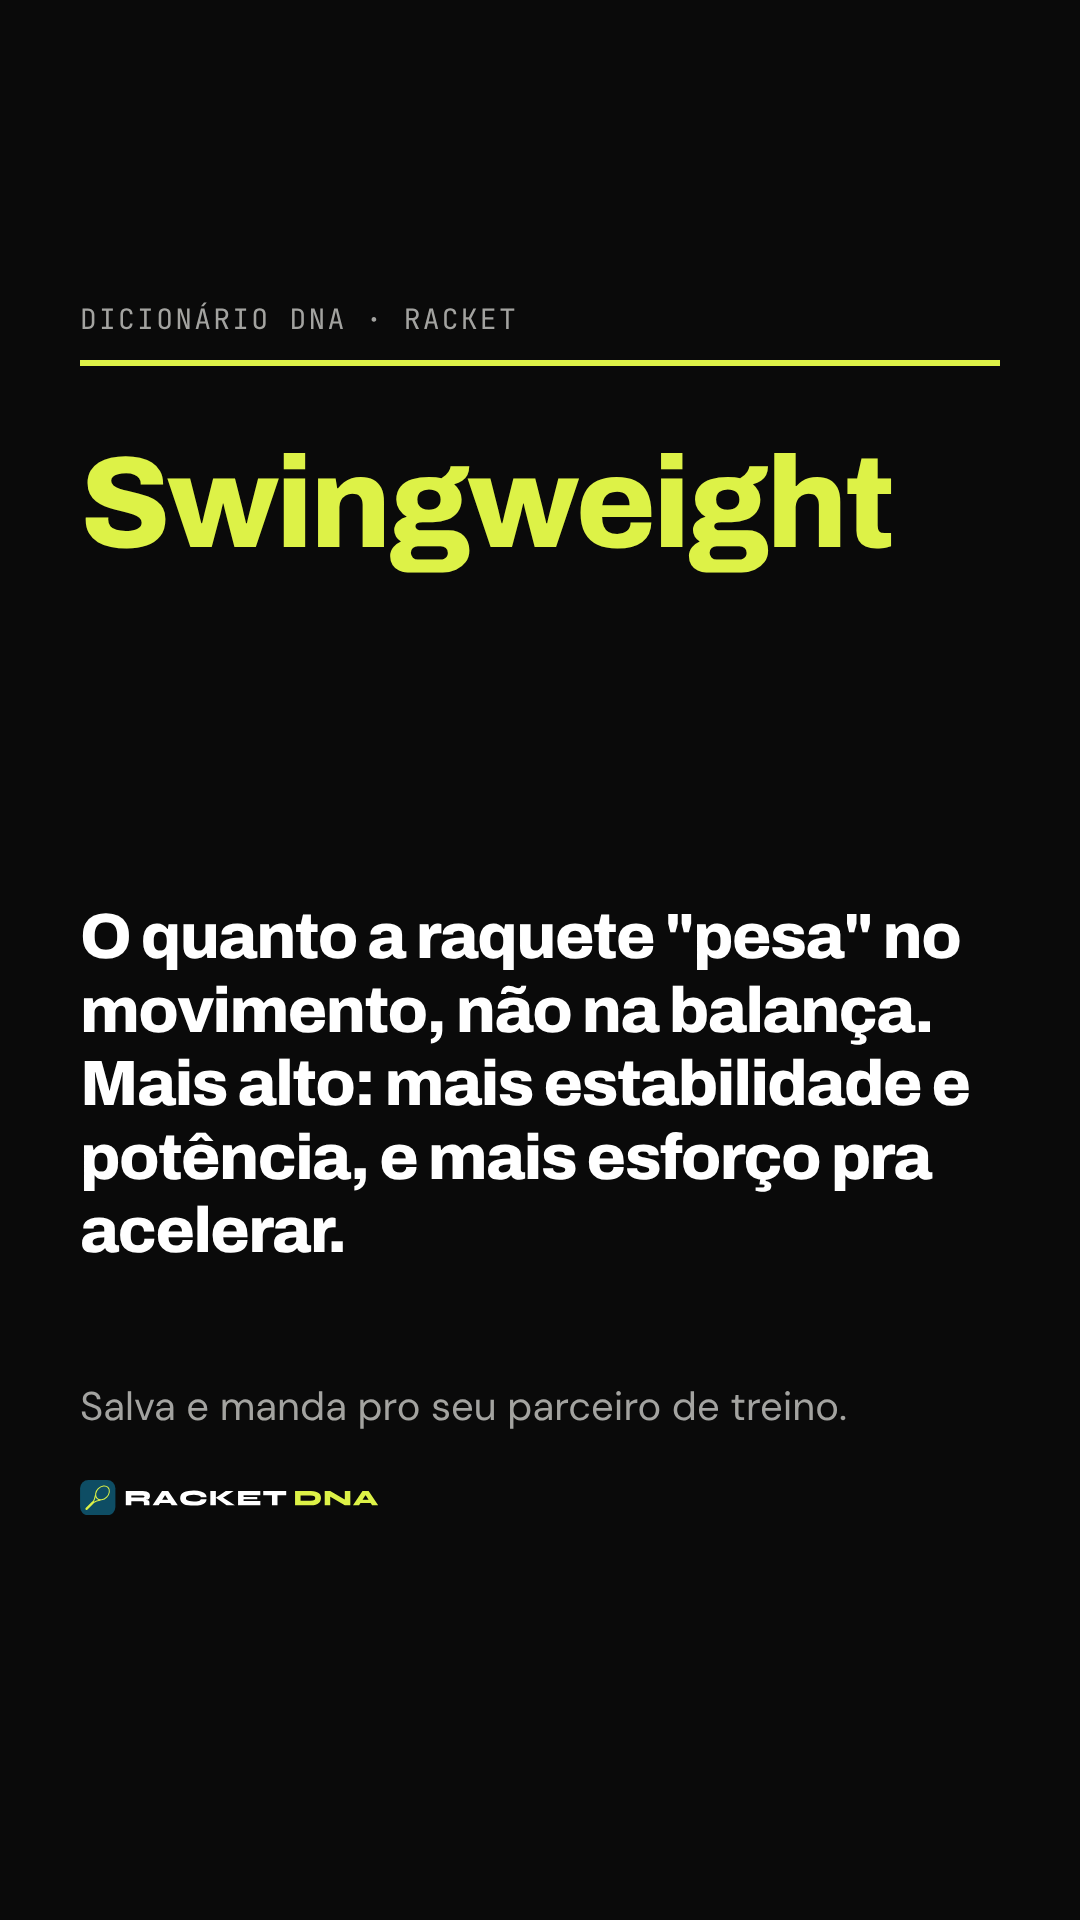 DICIONÁRIO DNA · RACKET
Swingweight
O quanto a raquete "pesa" no
movimento, não na balança.
Mais alto: mais estabilidade e
potência, e mais esforço pra
acelerar.
Salva e manda pro seu parceiro de treino.
RACKET DNA